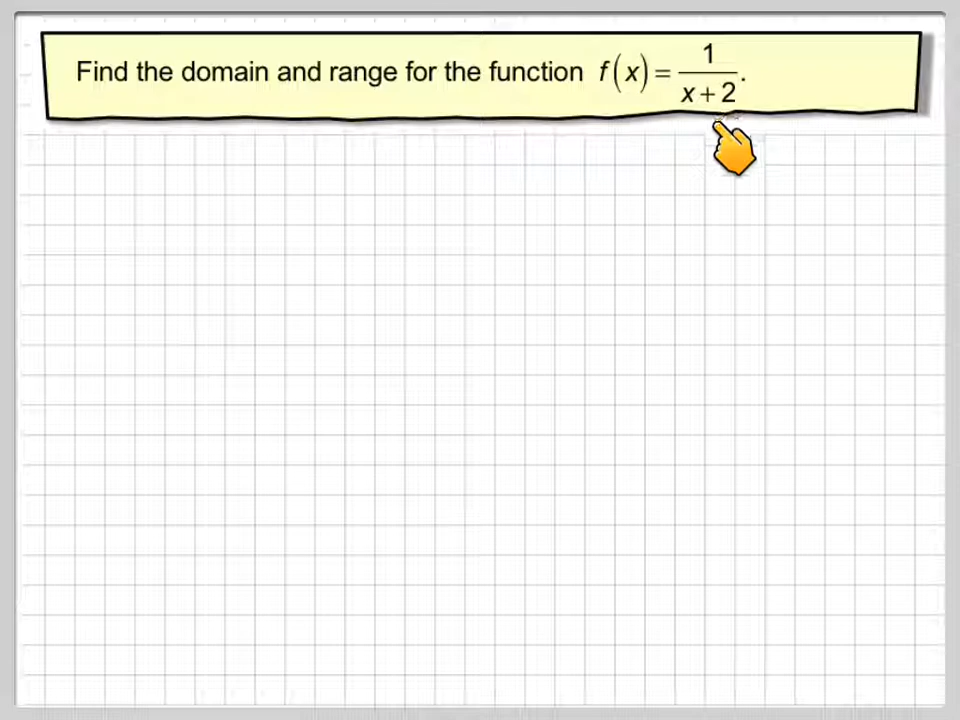 Find the domain and range for the function f(x) = 1/(x + 2).